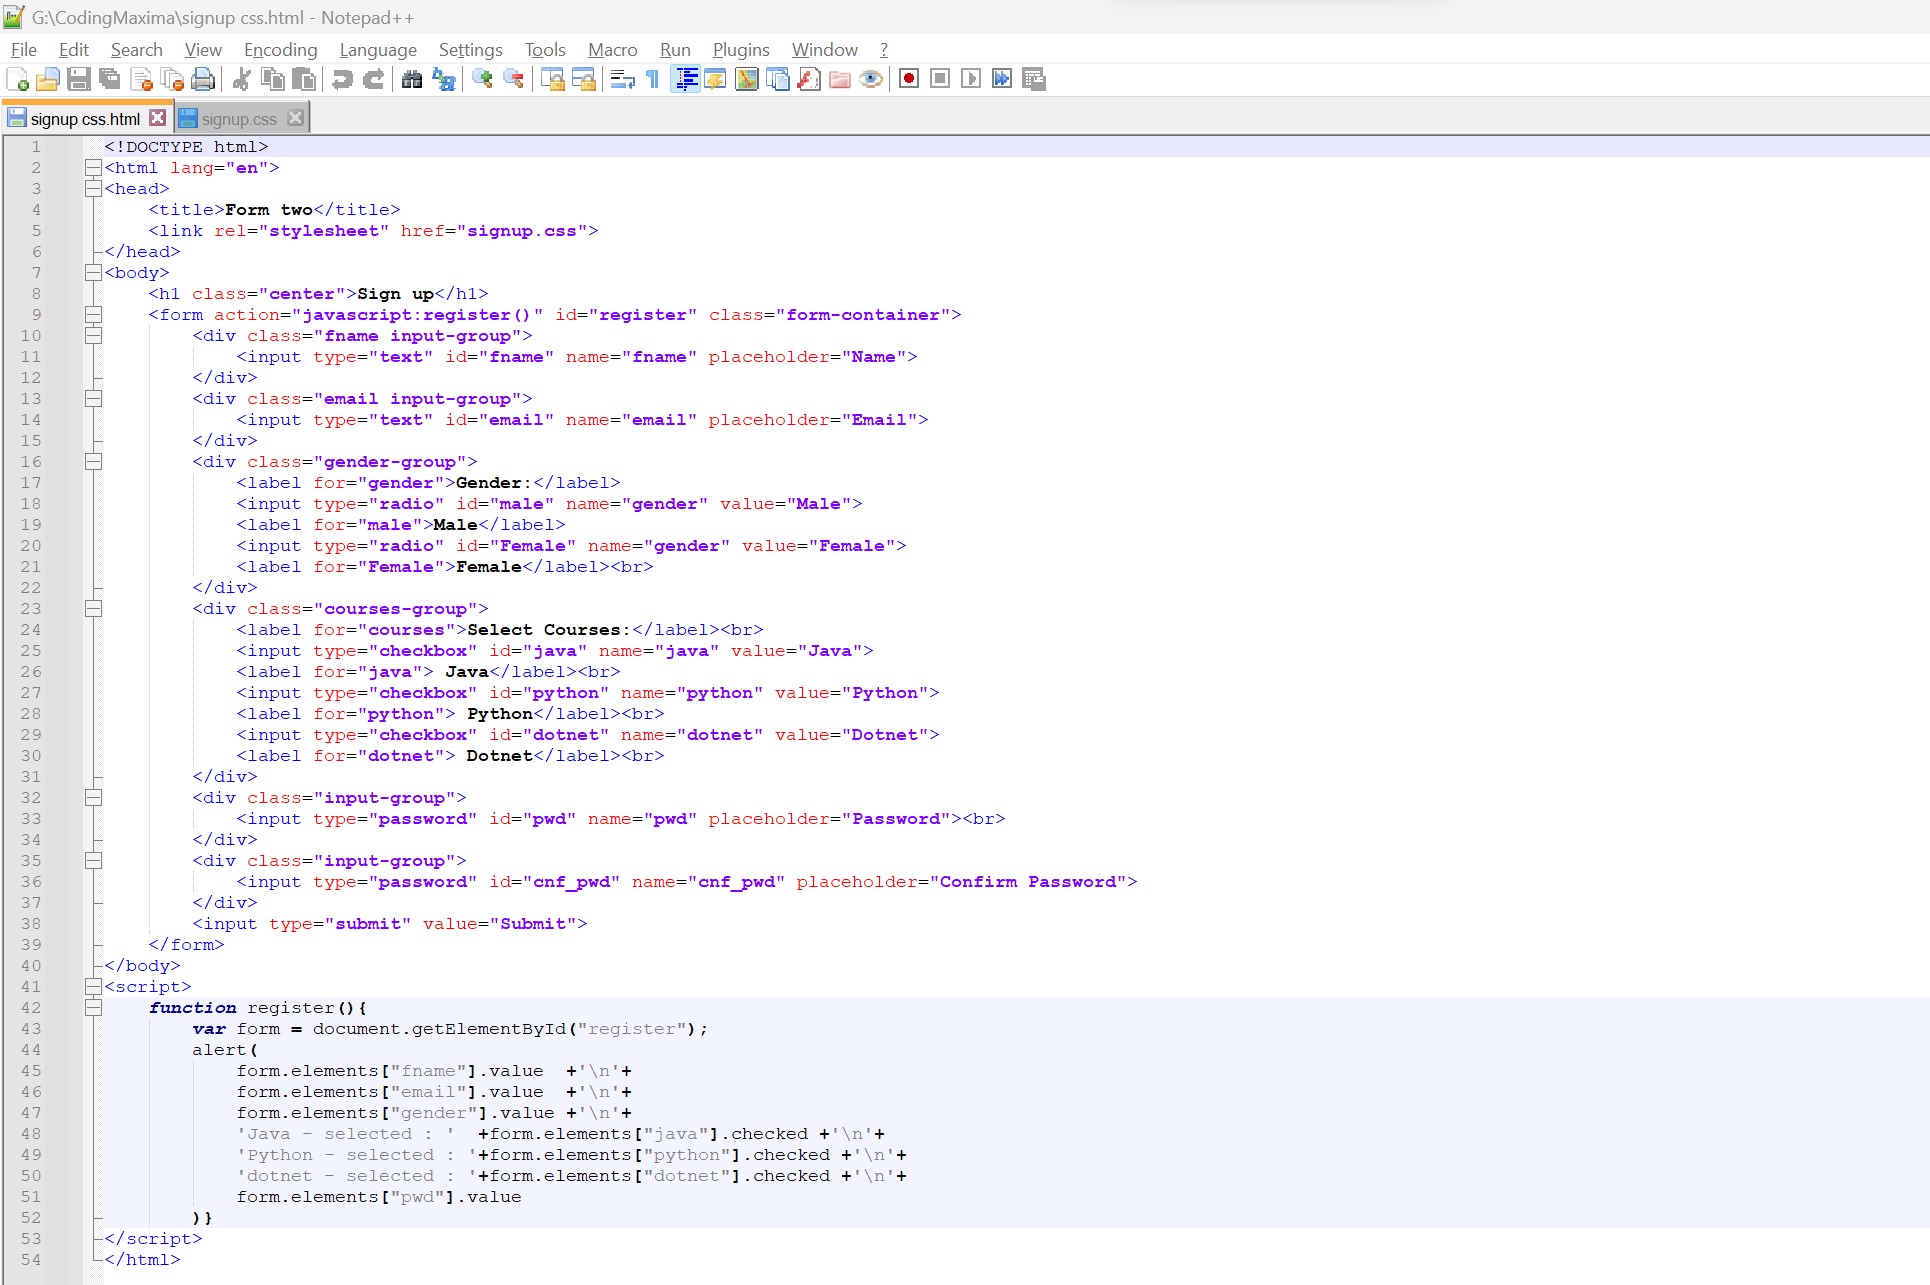 G:\CodingMaxima\signup css.html - Notepad++
File Edit Search View Encoding Language Settings Tools Macro Run Plugins Window ?
signup css.html signup.css
1 <!DOCTYPE html>
2 <html lang="en">
3 <head>
4 <title>Form two</title>
5 <link rel="stylesheet" href="signup.css">
6 </head>
7 <body>
8 <h1 class="center">Sign up</h1>
9 <form action="javascript:register()" id="register" class="form-container">
10 <div class="fname input-group">
11 <input type="text" id="fname" name="fname" placeholder="Name">
12 </div>
13 <div class="email input-group">
14 <input type="text" id="email" name="email" placeholder="Email">
15 </div>
16 <div class="gender-group">
17 <label for="gender">Gender:</label>
18 <input type="radio" id="male" name="gender" value="Male">
19 <label for="male">Male</label>
20 <input type="radio" id="Female" name="gender" value="Female">
21 <label for="Female">Female</label><br>
22 </div>
23 <div class="courses-group">
24 <label for="courses">Select Courses:</label><br>
25 <input type="checkbox" id="java" name="java" value="Java">
26 <label for="java"> Java</label><br>
27 <input type="checkbox" id="python" name="python" value="Python">
28 <label for="python"> Python</label><br>
29 <input type="checkbox" id="dotnet" name="dotnet" value="Dotnet">
30 <label for="dotnet"> Dotnet</label><br>
31 </div>
32 <div class="input-group">
33 <input type="password" id="pwd" name="pwd" placeholder="Password"><br>
34 </div>
35 <div class="input-group">
36 <input type="password" id="cnf_pwd" name="cnf_pwd" placeholder="Confirm Password">
37 </div>
38 <input type="submit" value="Submit">
39 </form>
40 </body>
41 <script>
42 function register(){
43 var form = document.getElementById("register");
44 alert(
45 form.elements["fname"].value  +'\n'+
46 form.elements["email"].value  +'\n'+
47 form.elements["gender"].value +'\n'+
48 'Java - selected : '  +form.elements["java"].checked +'\n'+
49 'Python - selected : '+form.elements["python"].checked +'\n'+
50 'dotnet - selected : '+form.elements["dotnet"].checked +'\n'+
51 form.elements["pwd"].value
52 )}
53 </script>
54 </html>